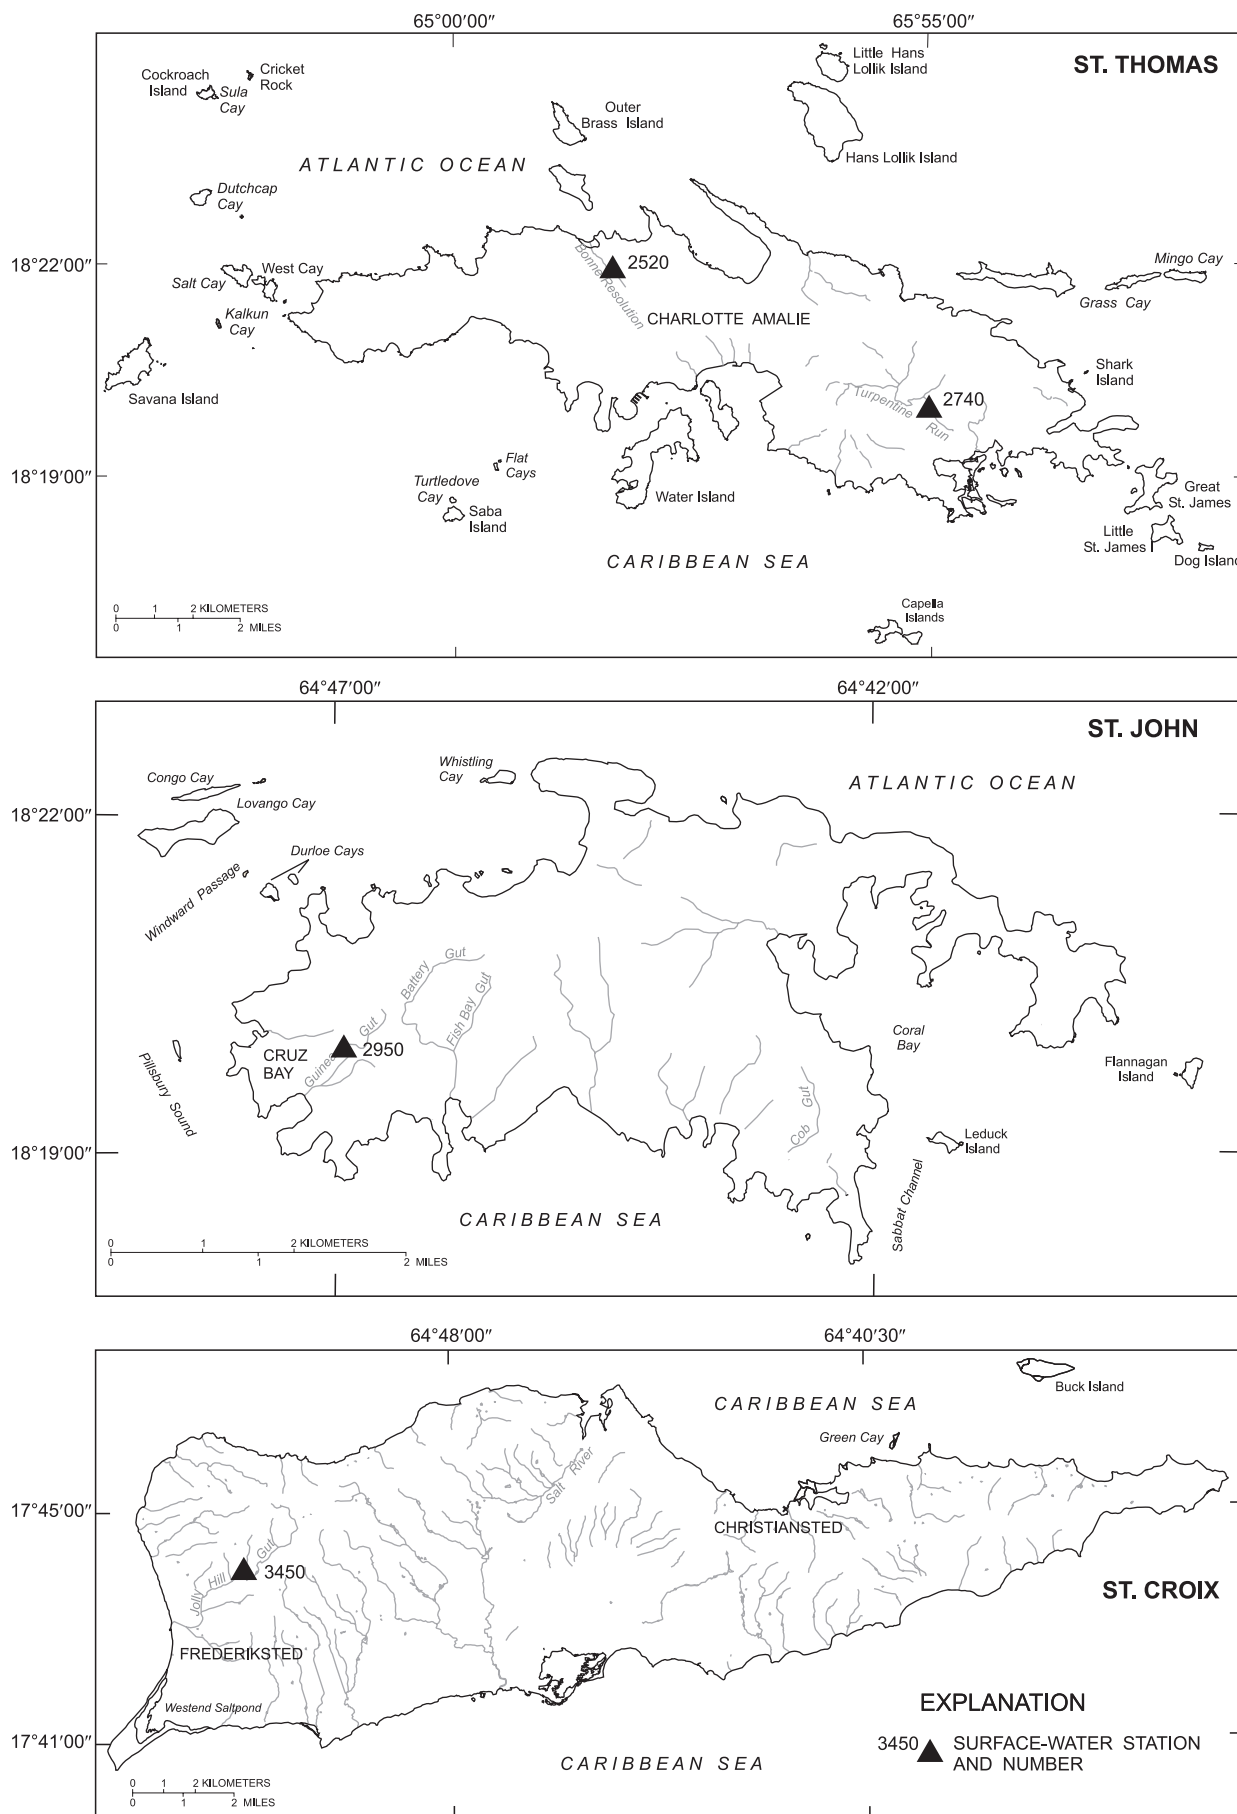 65°00′00″
65°55′00″
ST. THOMAS
Little Hans
Lollik Island
Cockroach
Island
Cricket
Rock
Sula
Cay
Outer
Brass Island
Hans Lollik Island
ATLANTIC OCEAN
Dutchcap
Cay
18°22′00″
West Cay
Salt Cay
Bonne Resolution
2520
Mingo Cay
Grass Cay
Kalkun
Cay
CHARLOTTE AMALIE
Shark
Island
Savana Island
Turpentine
Run
2740
18°19′00″
Flat
Cays
Turtledove
Cay
Saba
Island
Water Island
Great
St. James
Little
St. James
Dog Island
CARIBBEAN SEA
Capella
Islands
0 1 2 KILOMETERS
0 1 2 MILES
64°47′00″
64°42′00″
ST. JOHN
Whistling
Cay
ATLANTIC OCEAN
Congo Cay
Lovango Cay
18°22′00″
Durloe Cays
Windward Passage
Battery
Gut
Fish Bay Gut
Guinea
Gut
2950
CRUZ
BAY
Pillsbury Sound
Coral
Bay
Flannagan
Island
Cob
Gut
Leduck
Island
18°19′00″
Sabbat Channel
CARIBBEAN SEA
0 1 2 KILOMETERS
0 1 2 MILES
64°48′00″
64°40′30″
Buck Island
CARIBBEAN SEA
Green Cay
Salt
River
17°45′00″
CHRISTIANSTED
Jolly
Hill
Gut
3450
ST. CROIX
FREDERIKSTED
Westend Saltpond
17°41′00″
EXPLANATION
3450 SURFACE-WATER STATION
AND NUMBER
CARIBBEAN SEA
0 1 2 KILOMETERS
0 1 2 MILES